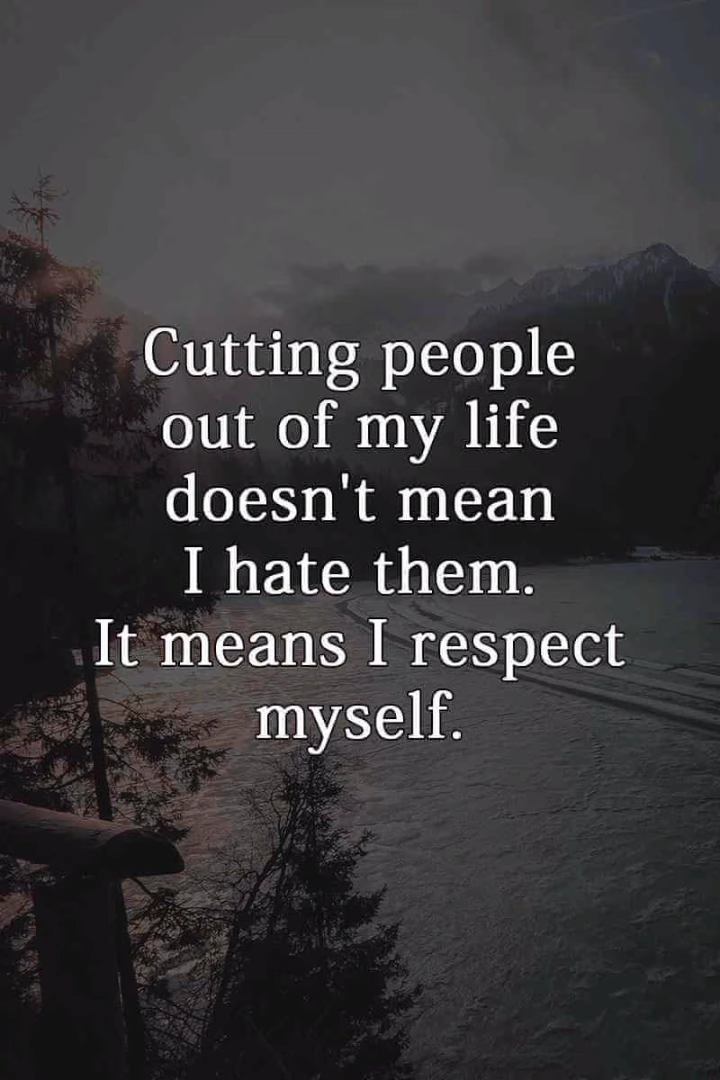 Cutting people
out of my life
doesn't mean
I hate them.
It means I respect
myself.